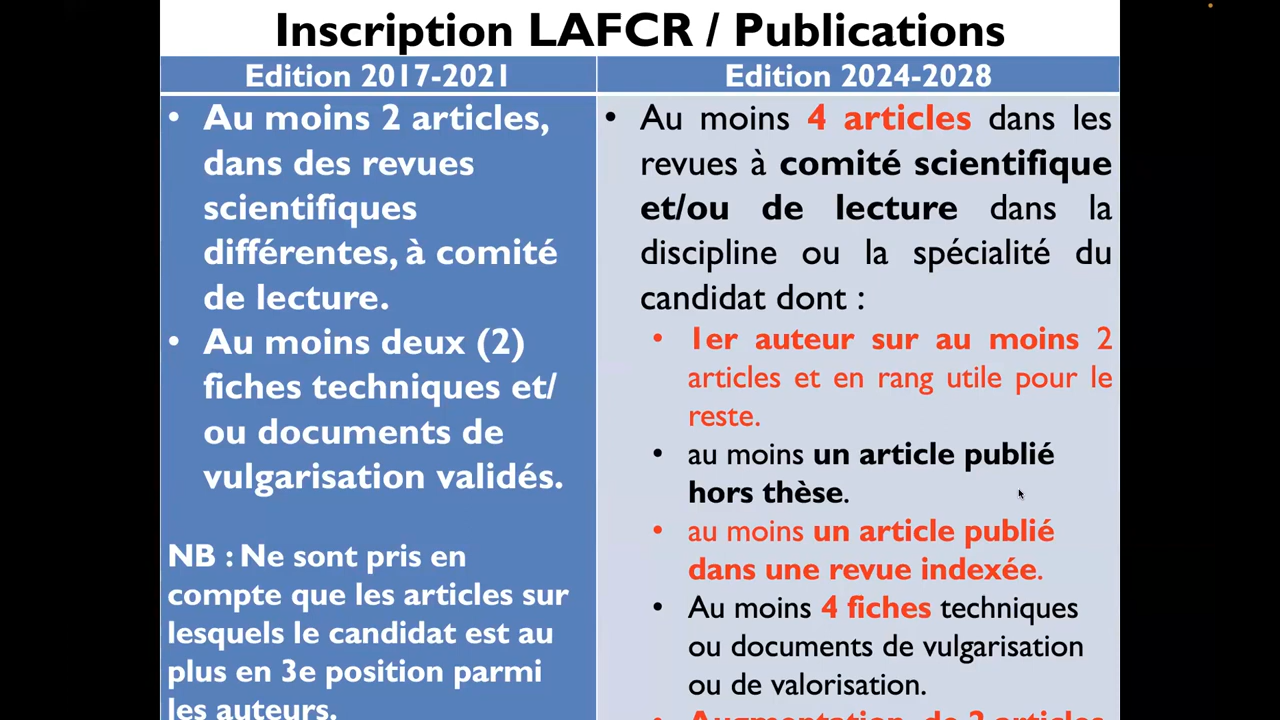 Inscription LAFCR / Publications
Edition 2017-2021
• Au moins 2 articles,
dans des revues
scientifiques
différentes, à comité
de lecture.
• Au moins deux (2)
fiches techniques et/
ou documents de
vulgarisation validés.
NB : Ne sont pris en
compte que les articles sur
lesquels le candidat est au
plus en 3e position parmi
les auteurs.
Edition 2024-2028
• Au moins 4 articles dans les
revues à comité scientifique
et/ou de lecture dans la
discipline ou la spécialité du
candidat dont :
• 1er auteur sur au moins 2
articles et en rang utile pour le
reste.
• au moins un article publié
hors thèse.
• au moins un article publié
dans une revue indexée.
• Au moins 4 fiches techniques
ou documents de vulgarisation
ou de valorisation.
• Augmentation de 2 articles